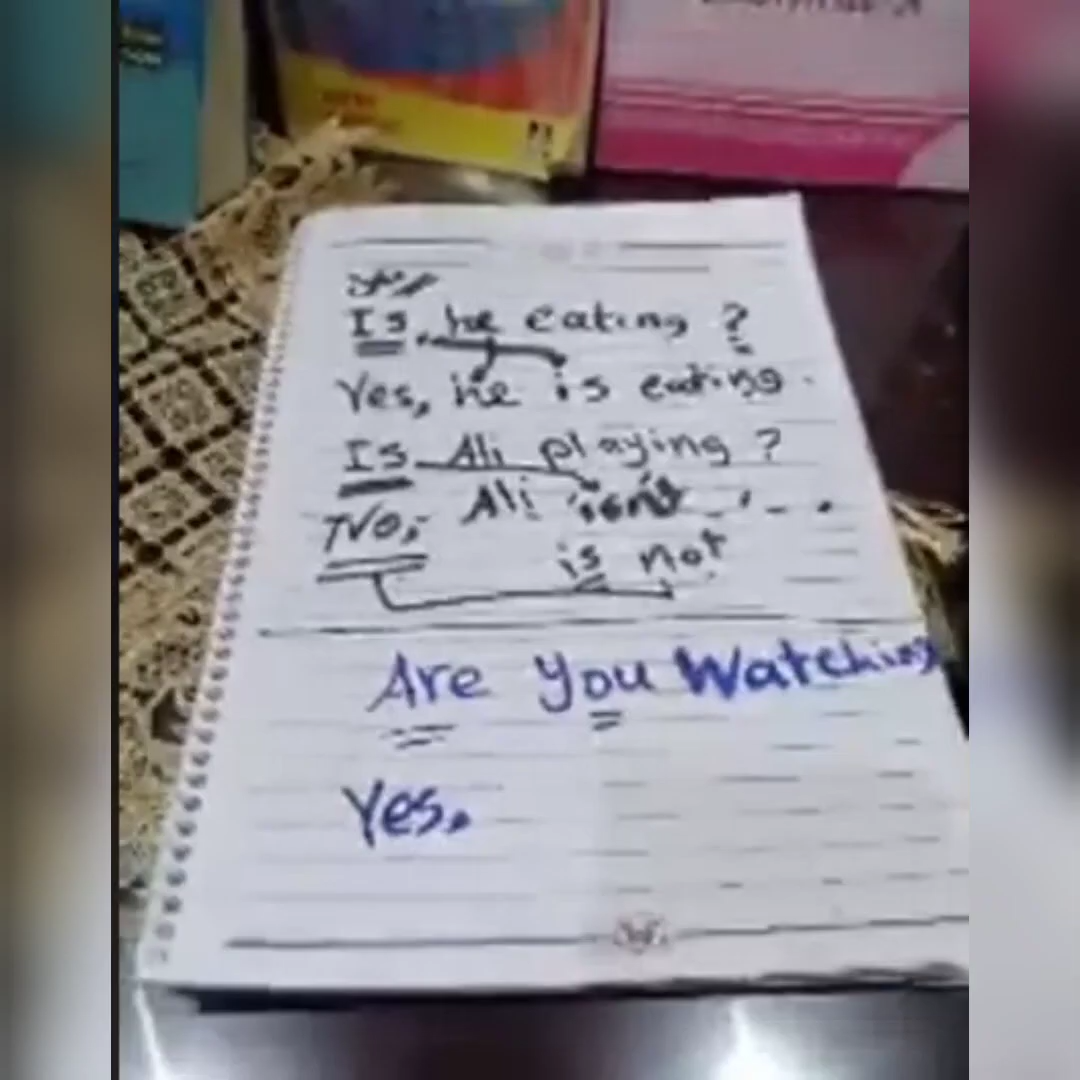 Is he eating ?
Yes, he is eating.
Is Ali playing ?
No, Ali isn't - - - .
is not
Are you watching
Yes,